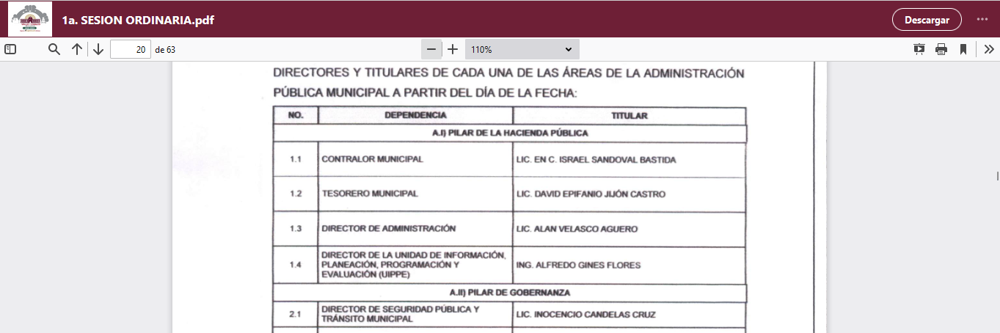 1a. SESION ORDINARIA.pdf
Descargar
20 de 63
110%
DIRECTORES Y TITULARES DE CADA UNA DE LAS ÁREAS DE LA ADMINISTRACIÓN
PÚBLICA MUNICIPAL A PARTIR DEL DÍA DE LA FECHA:
NO. DEPENDENCIA TITULAR
A.I) PILAR DE LA HACIENDA PÚBLICA
1.1 CONTRALOR MUNICIPAL LIC. EN C. ISRAEL SANDOVAL BASTIDA
1.2 TESORERO MUNICIPAL LIC. DAVID EPIFANIO JIJÓN CASTRO
1.3 DIRECTOR DE ADMINISTRACIÓN LIC. ALAN VELASCO AGUERO
1.4 DIRECTOR DE LA UNIDAD DE INFORMACIÓN,
PLANEACIÓN, PROGRAMACIÓN Y
EVALUACIÓN (UIPPE)
ING. ALFREDO GINES FLORES
A.II) PILAR DE GOBERNANZA
2.1 DIRECTOR DE SEGURIDAD PÚBLICA Y
TRÁNSITO MUNICIPAL
LIC. INOCENCIO CANDELAS CRUZ